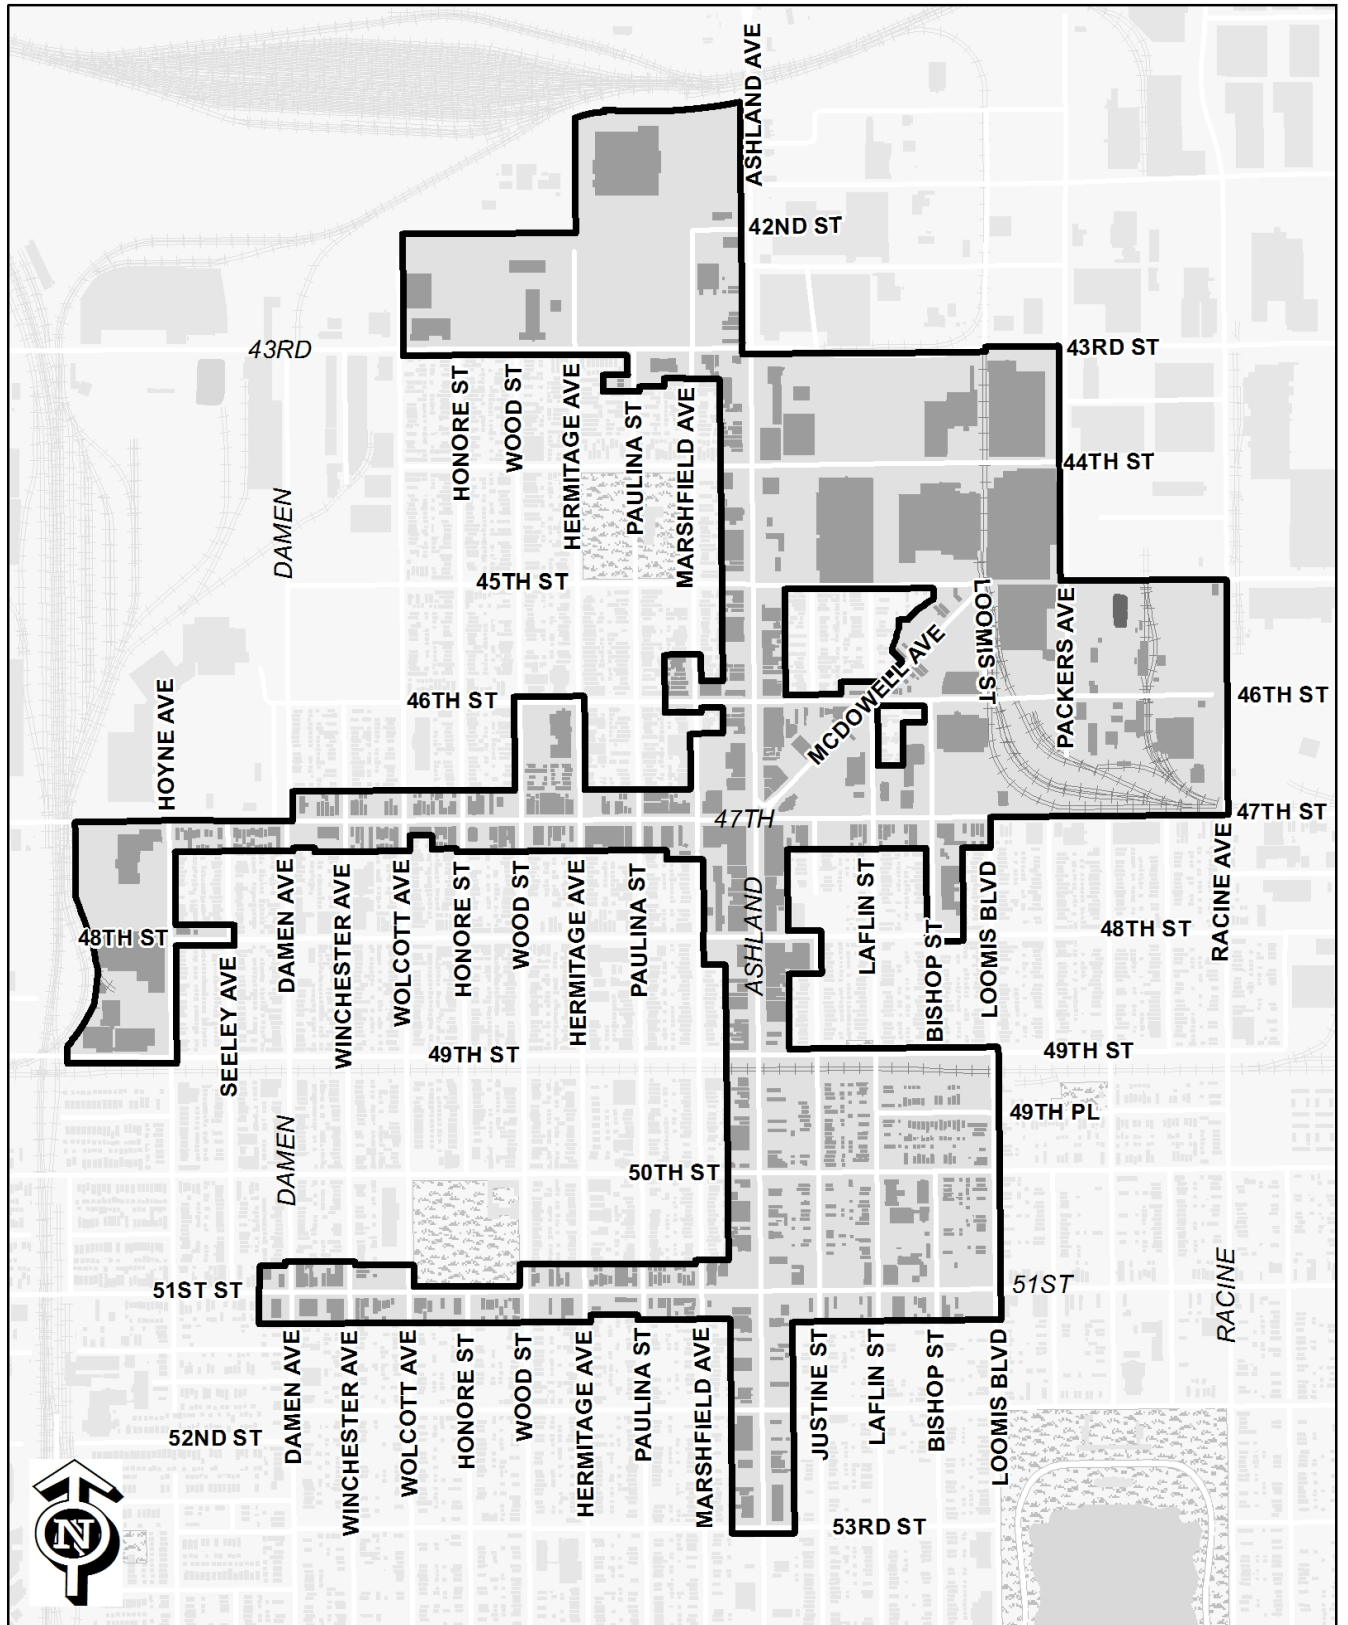 ASHLAND AVE
42ND ST
43RD
43RD ST
HONORE ST
WOOD ST
HERMITAGE AVE
PAULINA ST
MARSHFIELD AVE
44TH ST
DAMEN
45TH ST
LOOMIS ST
PACKERS AVE
MCDOWELL AVE
46TH ST
46TH ST
HOYNE AVE
47TH
47TH ST
RACINE AVE
DAMEN AVE
WINCHESTER AVE
WOLCOTT AVE
HONORE ST
WOOD ST
HERMITAGE AVE
PAULINA ST
ASHLAND
LAFLIN ST
BISHOP ST
LOOMIS BLVD
48TH ST
48TH ST
SEELEY AVE
49TH ST
49TH ST
49TH PL
DAMEN
50TH ST
51ST ST
51ST
RACINE
DAMEN AVE
WINCHESTER AVE
WOLCOTT AVE
HONORE ST
WOOD ST
HERMITAGE AVE
PAULINA ST
MARSHFIELD AVE
JUSTINE ST
LAFLIN ST
BISHOP ST
LOOMIS BLVD
52ND ST
53RD ST
N